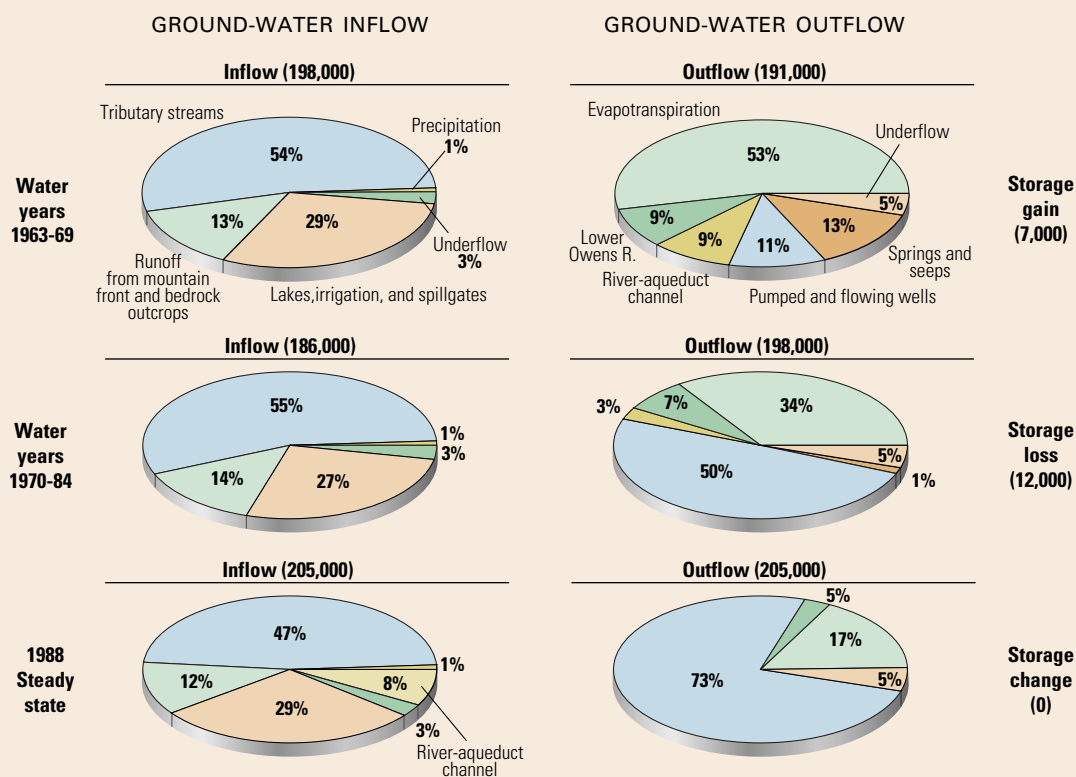 GROUND-WATER INFLOW
GROUND-WATER OUTFLOW
Inflow (198,000)
Outflow (191,000)
Water
years
1963-69
Tributary streams
Precipitation
1%
54%
13%
29%
Underflow
3%
Runoff
from mountain
front and bedrock
outcrops
Lakes,irrigation, and spillgates
Evapotranspiration
Underflow
53%
5%
9%
9%
11%
13%
Lower
Owens R.
River-aqueduct
channel
Pumped and flowing wells
Springs and
seeps
Storage
gain
(7,000)
Inflow (186,000)
Outflow (198,000)
Water
years
1970-84
55%
1%
3%
14%
27%
3%
7%
34%
5%
1%
50%
Storage
loss
(12,000)
Inflow (205,000)
Outflow (205,000)
1988
Steady
state
47%
1%
8%
12%
29%
3%
River-aqueduct
channel
5%
17%
5%
73%
Storage
change
(0)